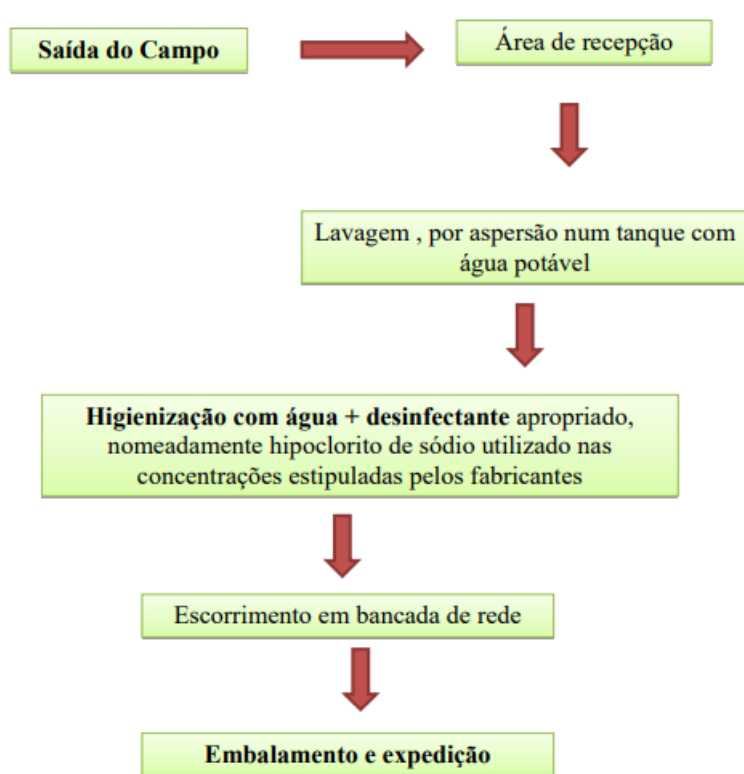 Saída do Campo
Área de recepção
Lavagem , por aspersão num tanque com
água potável
Higienização com água + desinfectante apropriado,
nomeadamente hipoclorito de sódio utilizado nas
concentrações estipuladas pelos fabricantes
Escorrimento em bancada de rede
Embalamento e expedição